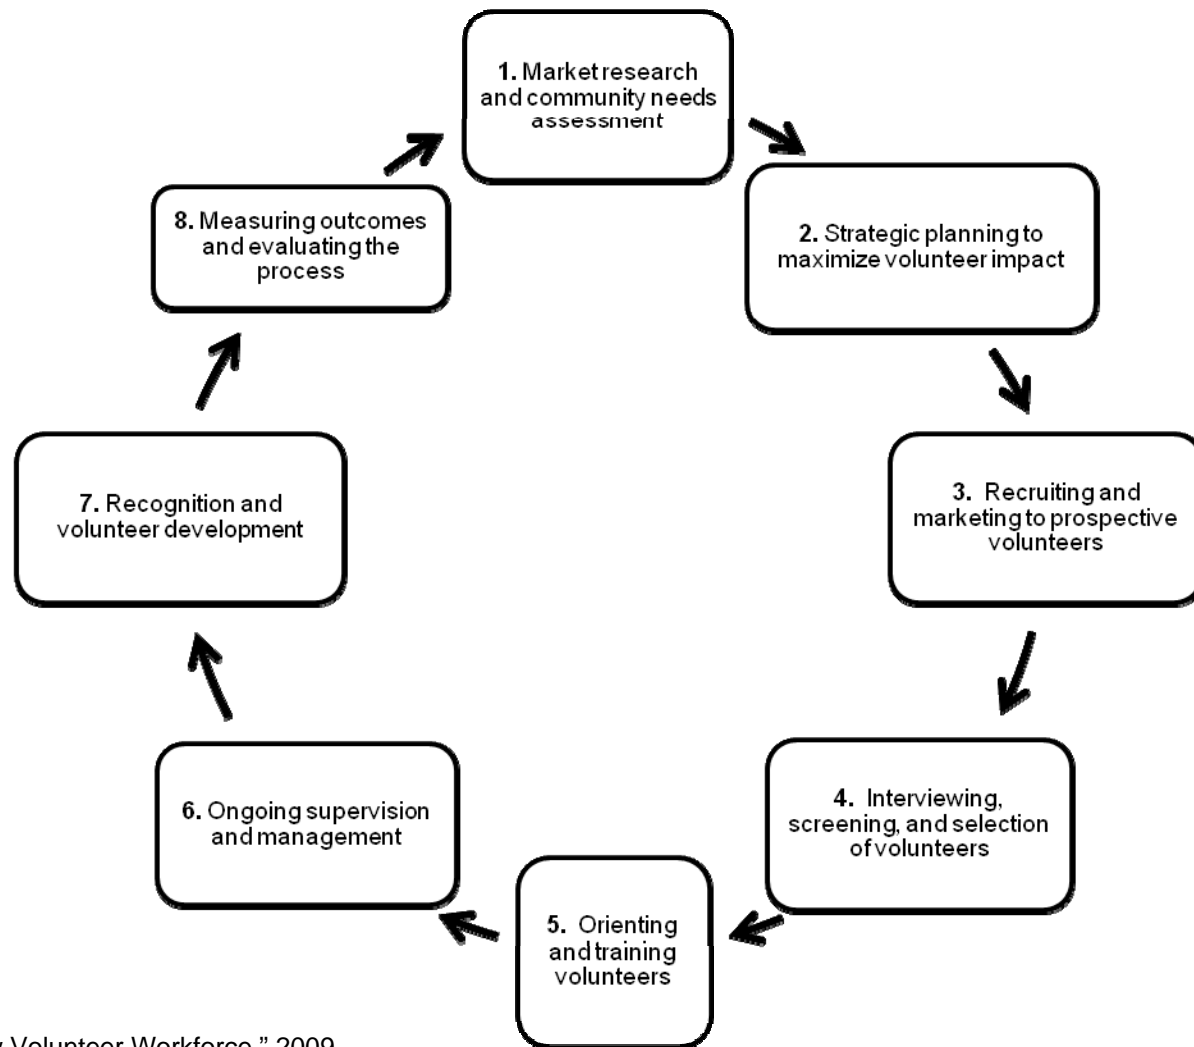 1. Market research
and community needs
assessment
2. Strategic planning to
maximize volunteer impact
3. Recruiting and
marketing to prospective
volunteers
4. Interviewing,
screening, and selection
of volunteers
5. Orienting
and training
volunteers
6. Ongoing supervision
and management
7. Recognition and
volunteer development
8. Measuring outcomes
and evaluating the
process
Volunteer Workforce,” 2009